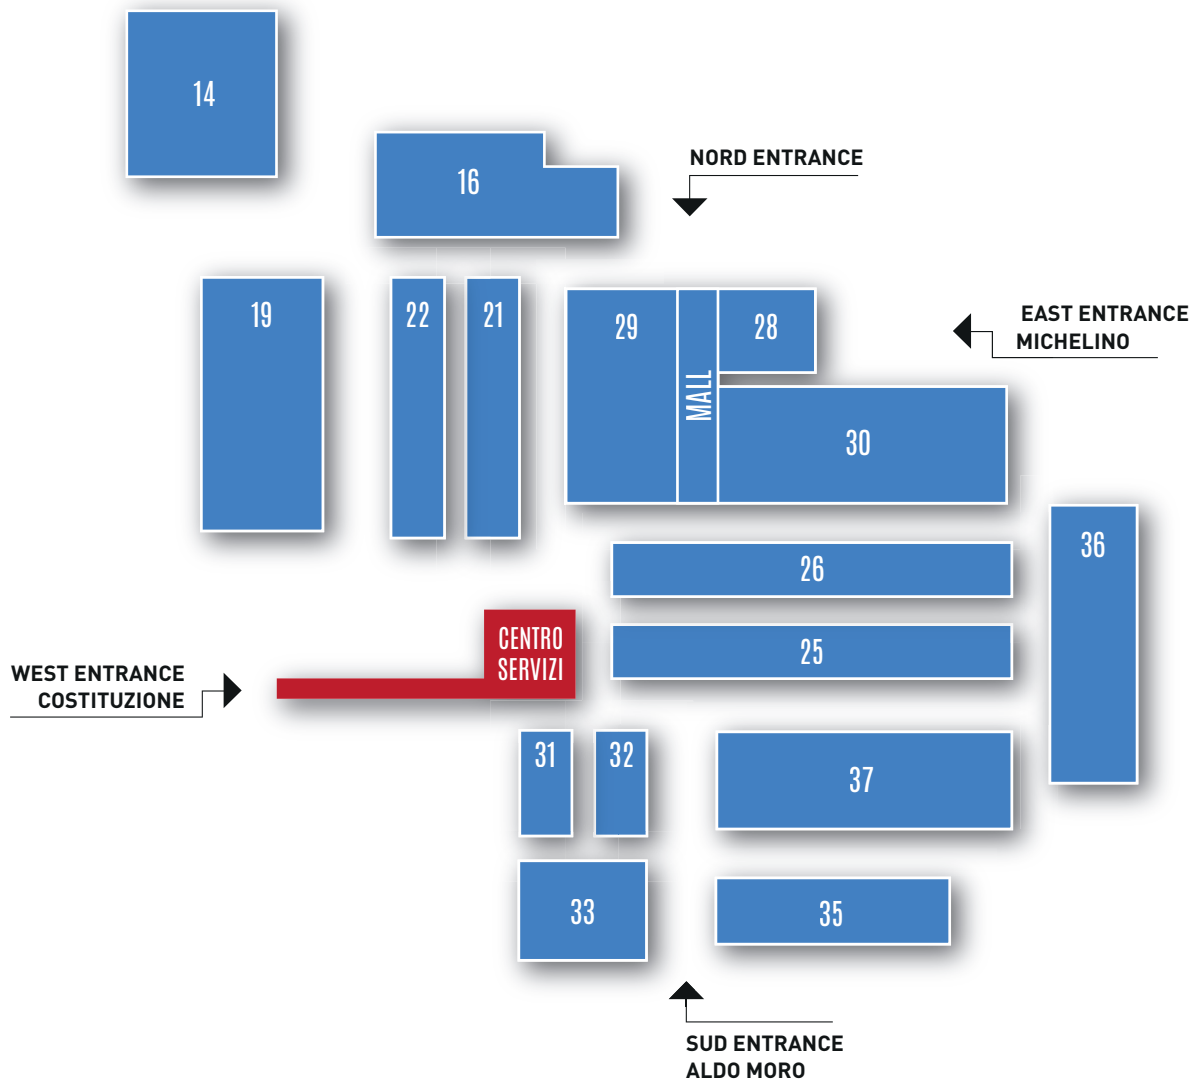 14
NORD ENTRANCE
16
19
22
21
29
28
EAST ENTRANCE
MICHELINO
MALL
30
36
26
CENTRO
SERVIZI
25
WEST ENTRANCE
COSTITUZIONE
31
32
37
33
35
SUD ENTRANCE
ALDO MORO